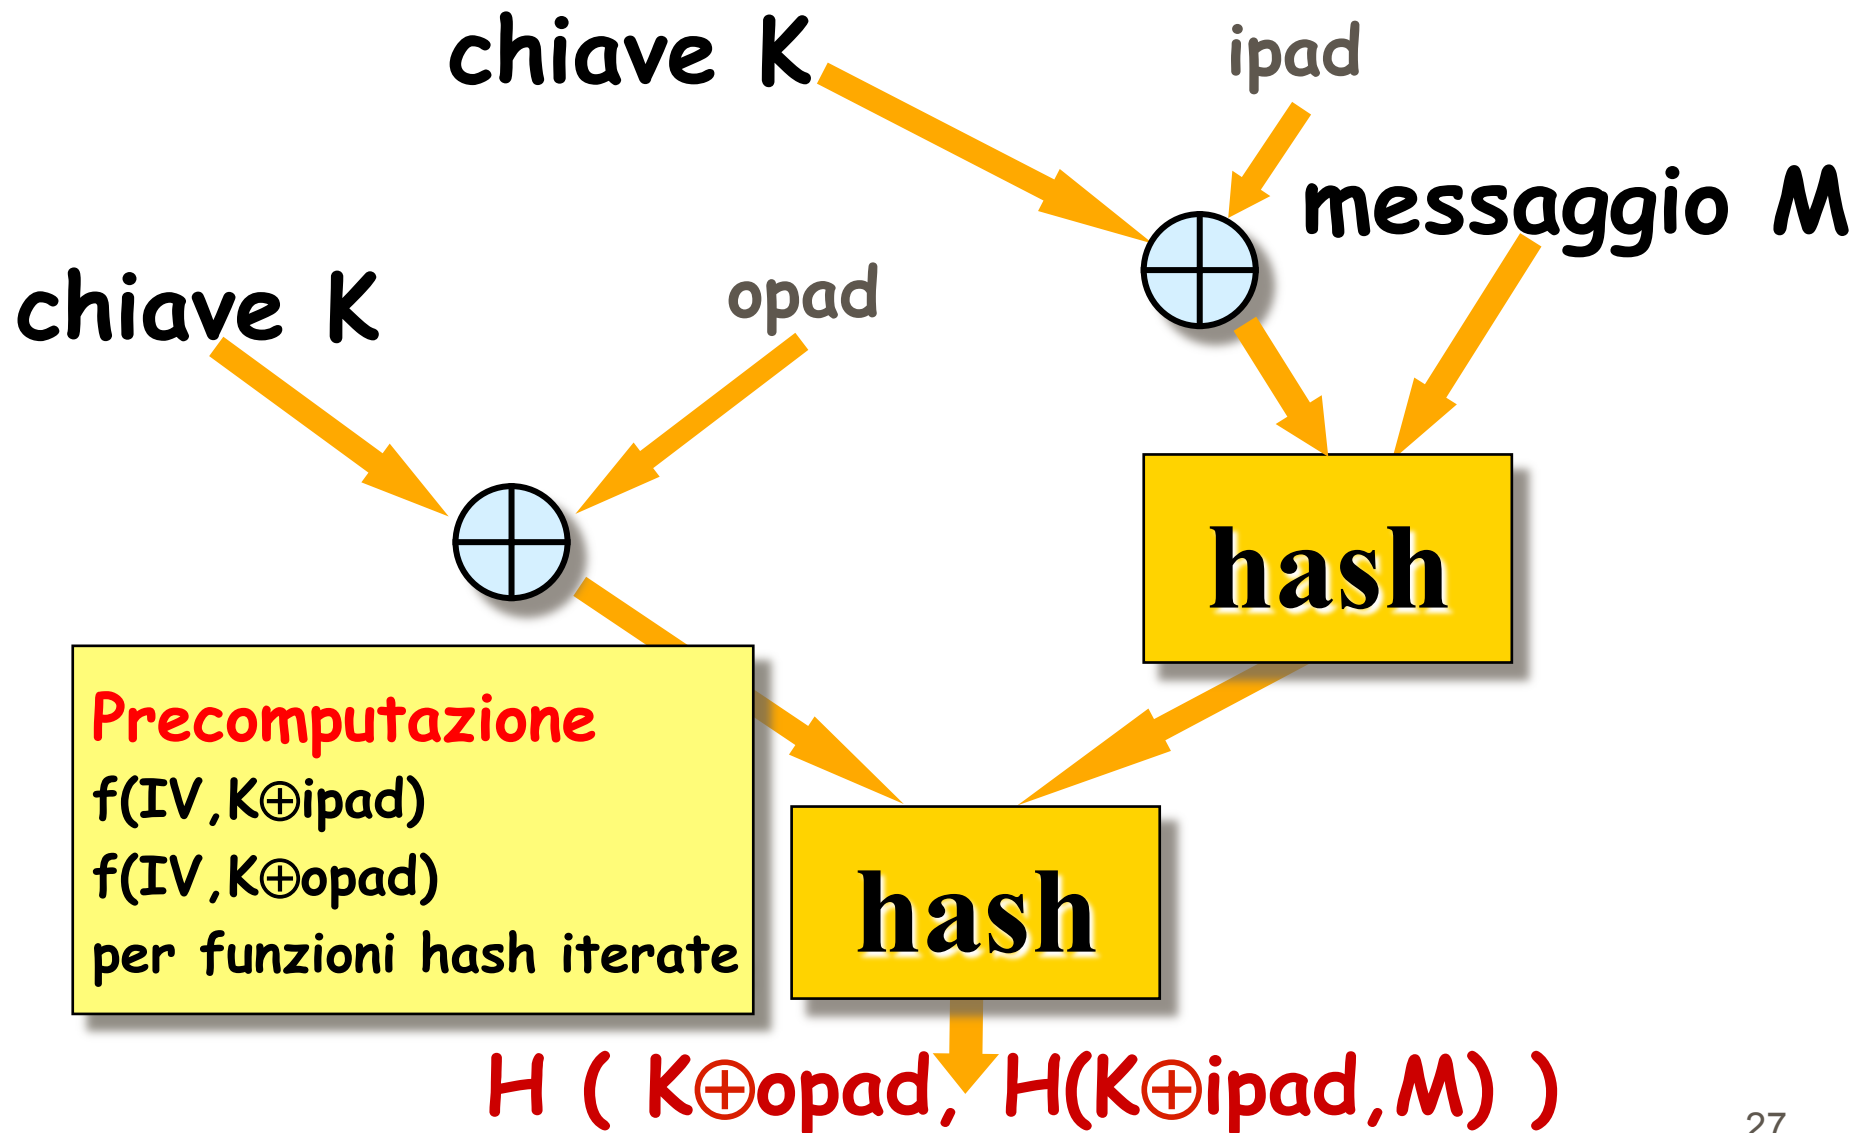 chiave K
ipad
messaggio M
chiave K
opad
hash
Precomputazione
f(IV,K⊕ipad)
f(IV,K⊕opad)
per funzioni hash iterate
hash
H ( K⊕opad, H(K⊕ipad,M) )
27